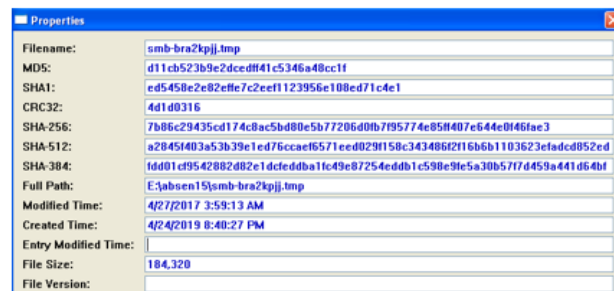 Properties
Filename: smb-bra2kpjj.tmp
MD5: d11cb523b9e2dcedff41c5346a48cc1f
SHA1: ed5458e2e82effe7c2eef1123956e108ed71c4e1
CRC32: 4d1d0316
SHA-256: 7b86c29435cd174c8ac5bd80e5b77206d0fb7f95774e85ff407e644e0f46fae3
SHA-512: a2845f403a53b39e1ed76ccaef6571eed029f158c343486f2f16b6b1103623efadcd852ed
SHA-384: fdd01cf9542882d82e1dcfeddba1fc49e87254eddb1c598e9fe5a30b57f7d459a441d64bf
Full Path: E:\absen15\smb-bra2kpjj.tmp
Modified Time: 4/27/2017 3:59:13 AM
Created Time: 4/24/2019 8:40:27 PM
Entry Modified Time:
File Size: 184,320
File Version: